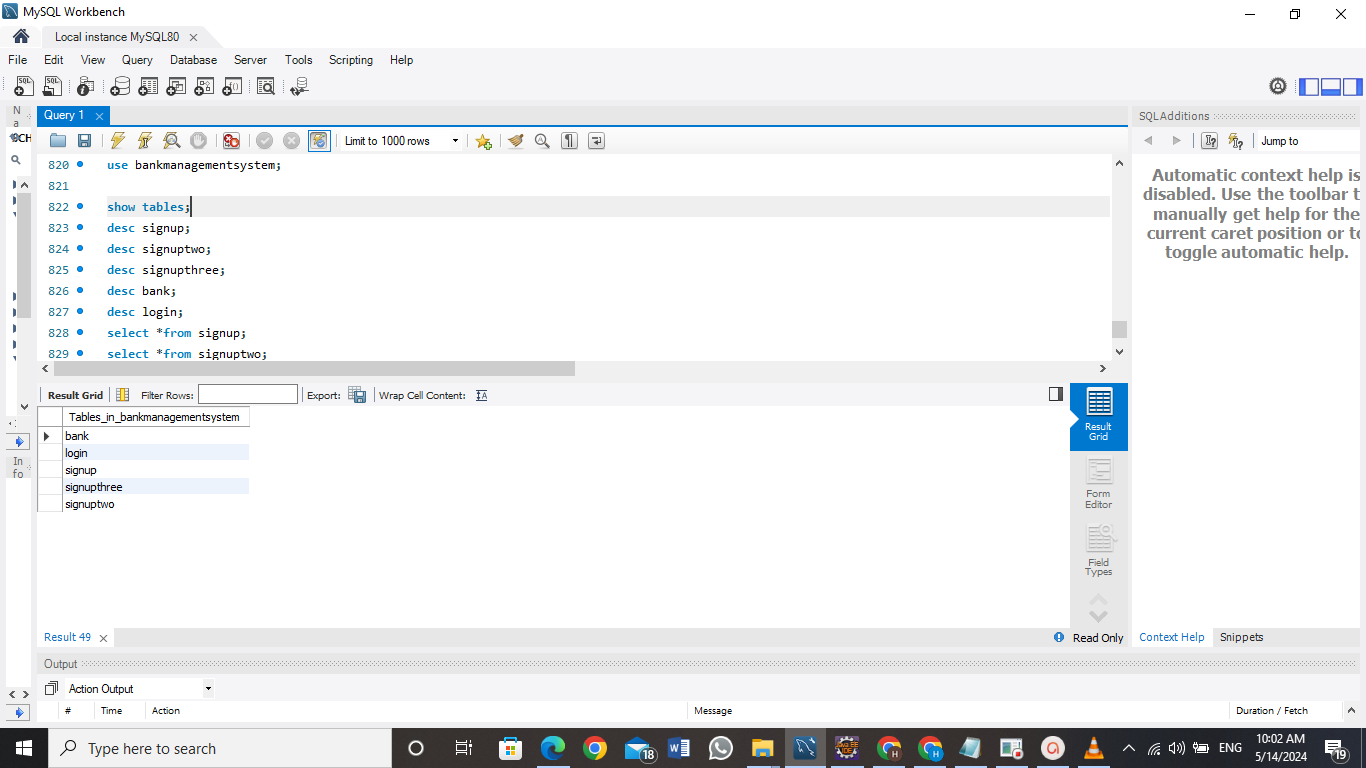 MySQL Workbench
Local instance MySQL80
File Edit View Query Database Server Tools Scripting Help
N
a
SCH
In
fo
Query 1
Limit to 1000 rows
820 use bankmanagementsystem;
821
822 show tables;
823 desc signup;
824 desc signuptwo;
825 desc signupthree;
826 desc bank;
827 desc login;
828 select *from signup;
829 select *from signuptwo;
Result Grid Filter Rows: Export: Wrap Cell Content:
Tables_in_bankmanagementsystem
bank
login
signup
signupthree
signuptwo
Result
Grid
Form
Editor
Field
Types
Result 49
Read Only
SQLAdditions
Jump to
Automatic context help is
disabled. Use the toolbar t
manually get help for the
current caret position or to
toggle automatic help.
Context Help Snippets
Output
Action Output
# Time Action Message Duration / Fetch
Type here to search
18
ENG
10:02 AM
5/14/2024
19